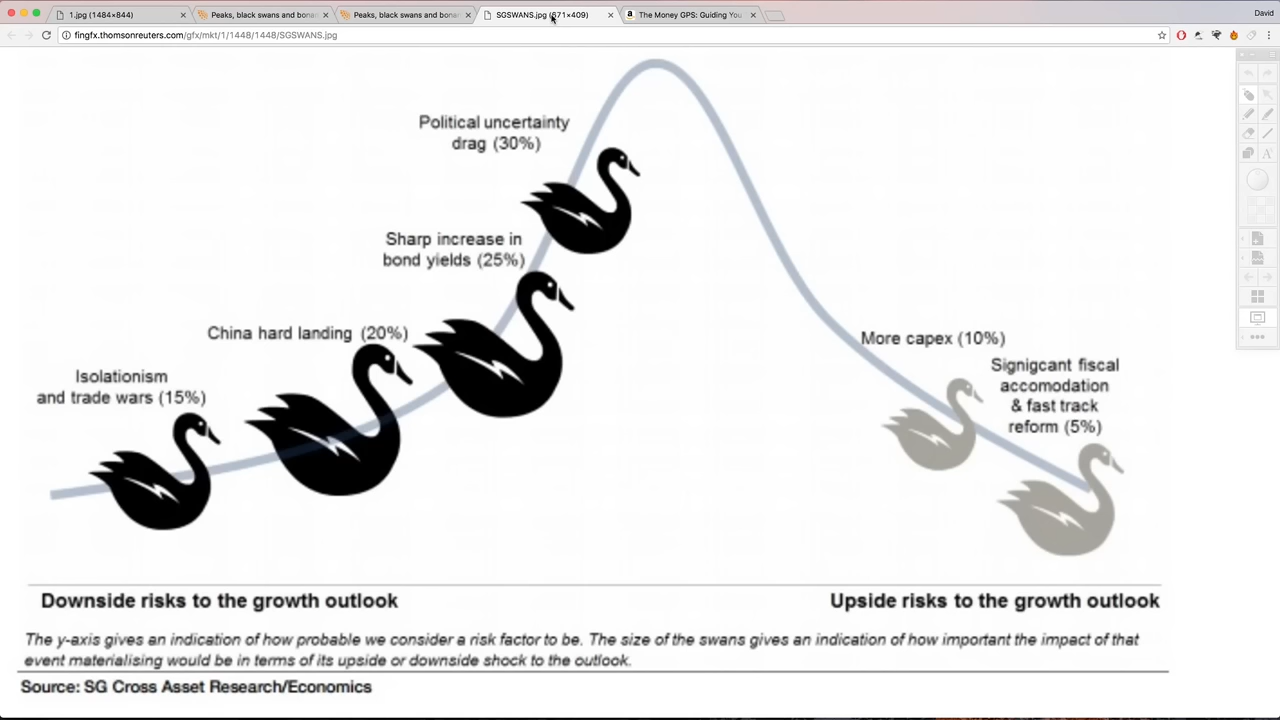 1.jpg (1484×844)
Peaks, black swans and bona
Peaks, black swans and bona
SGSWANS.jpg (571×409)
The Money GPS: Guiding You
David
fingfx.thomsonreuters.com/gfx/mkt/1/1448/1448/SGSWANS.jpg
Political uncertainty
drag (30%)
Sharp increase in
bond yields (25%)
China hard landing (20%)
Isolationism
and trade wars (15%)
More capex (10%)
Signigcant fiscal
accomodation
& fast track
reform (5%)
Downside risks to the growth outlook
Upside risks to the growth outlook
The y-axis gives an indication of how probable we consider a risk factor to be. The size of the swans gives an indication of how important the impact of that
event materialising would be in terms of its upside or downside shock to the outlook.
Source: SG Cross Asset Research/Economics